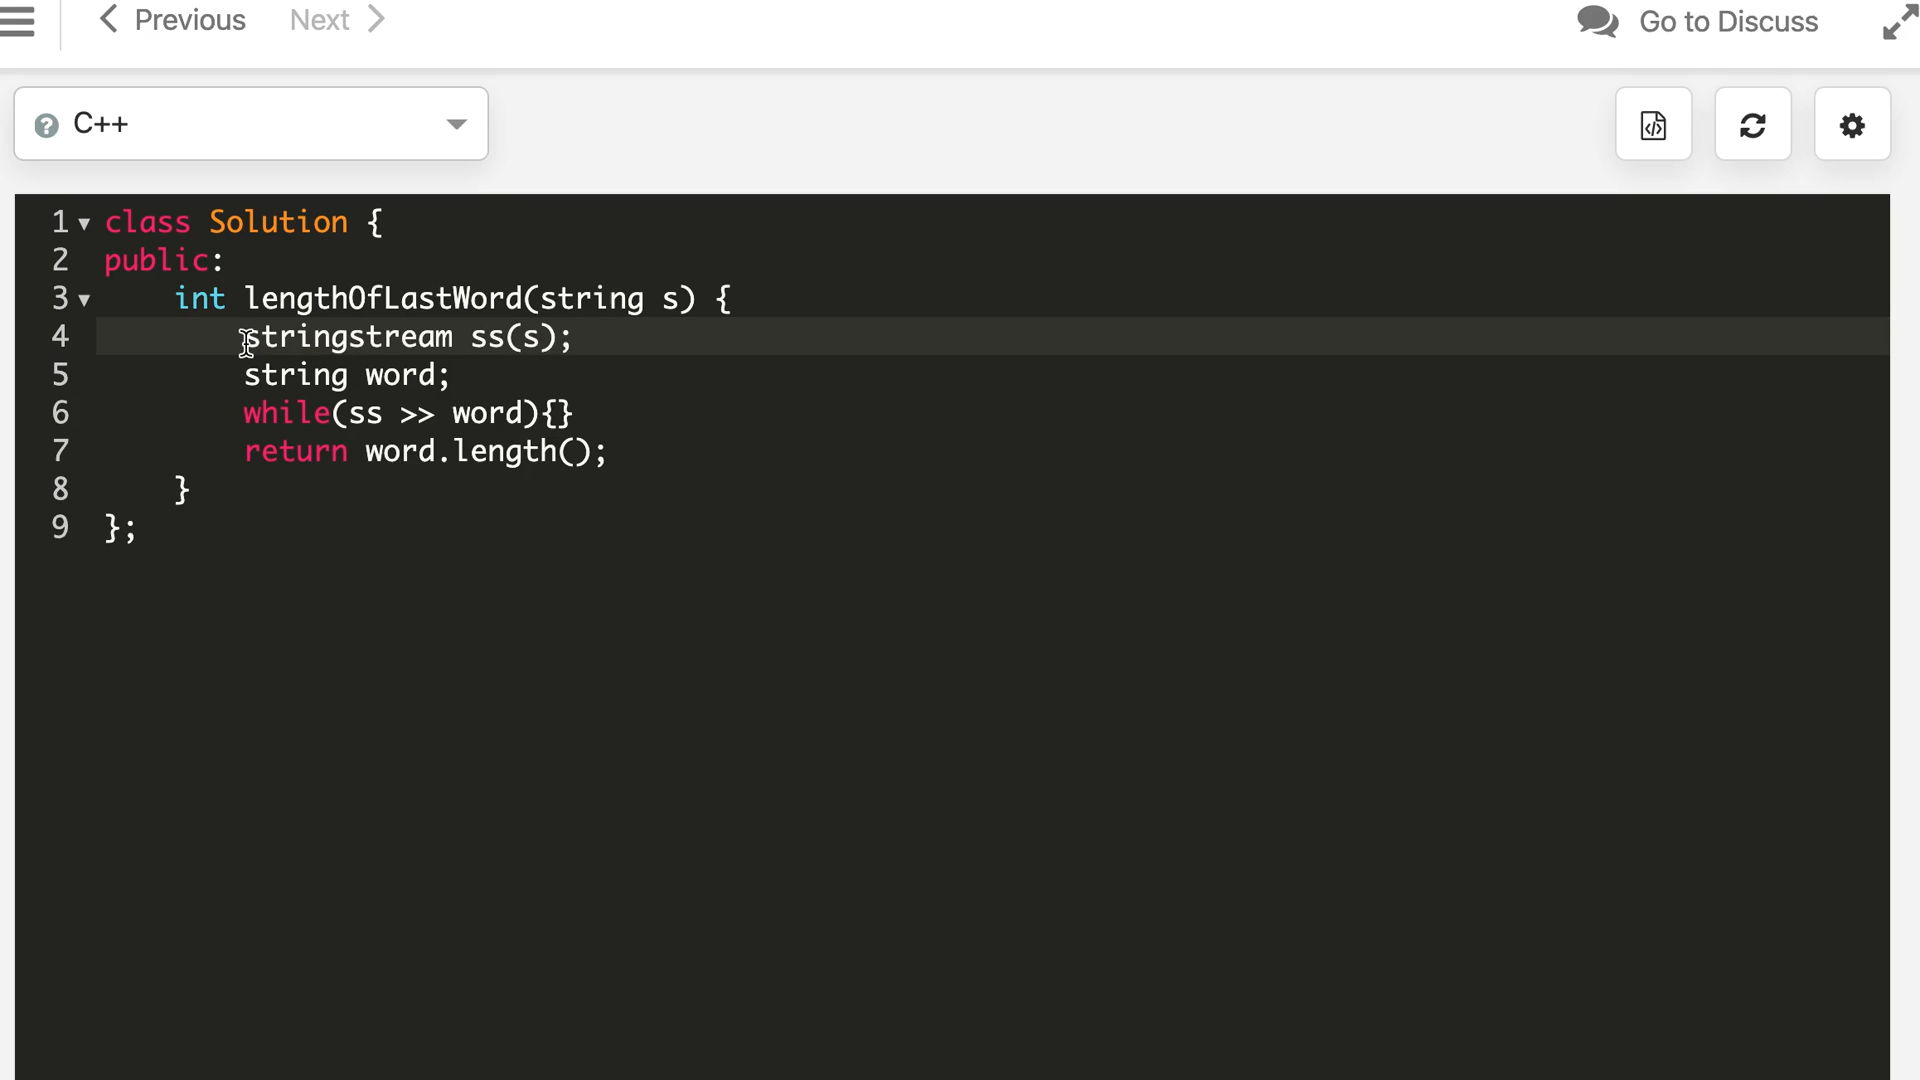 Previous Next Go to Discuss
? C++
1 class Solution {
2 public:
3 int lengthOfLastWord(string s) {
4 stringstream ss(s);
5 string word;
6 while(ss >> word){}
7 return word.length();
8 }
9 };